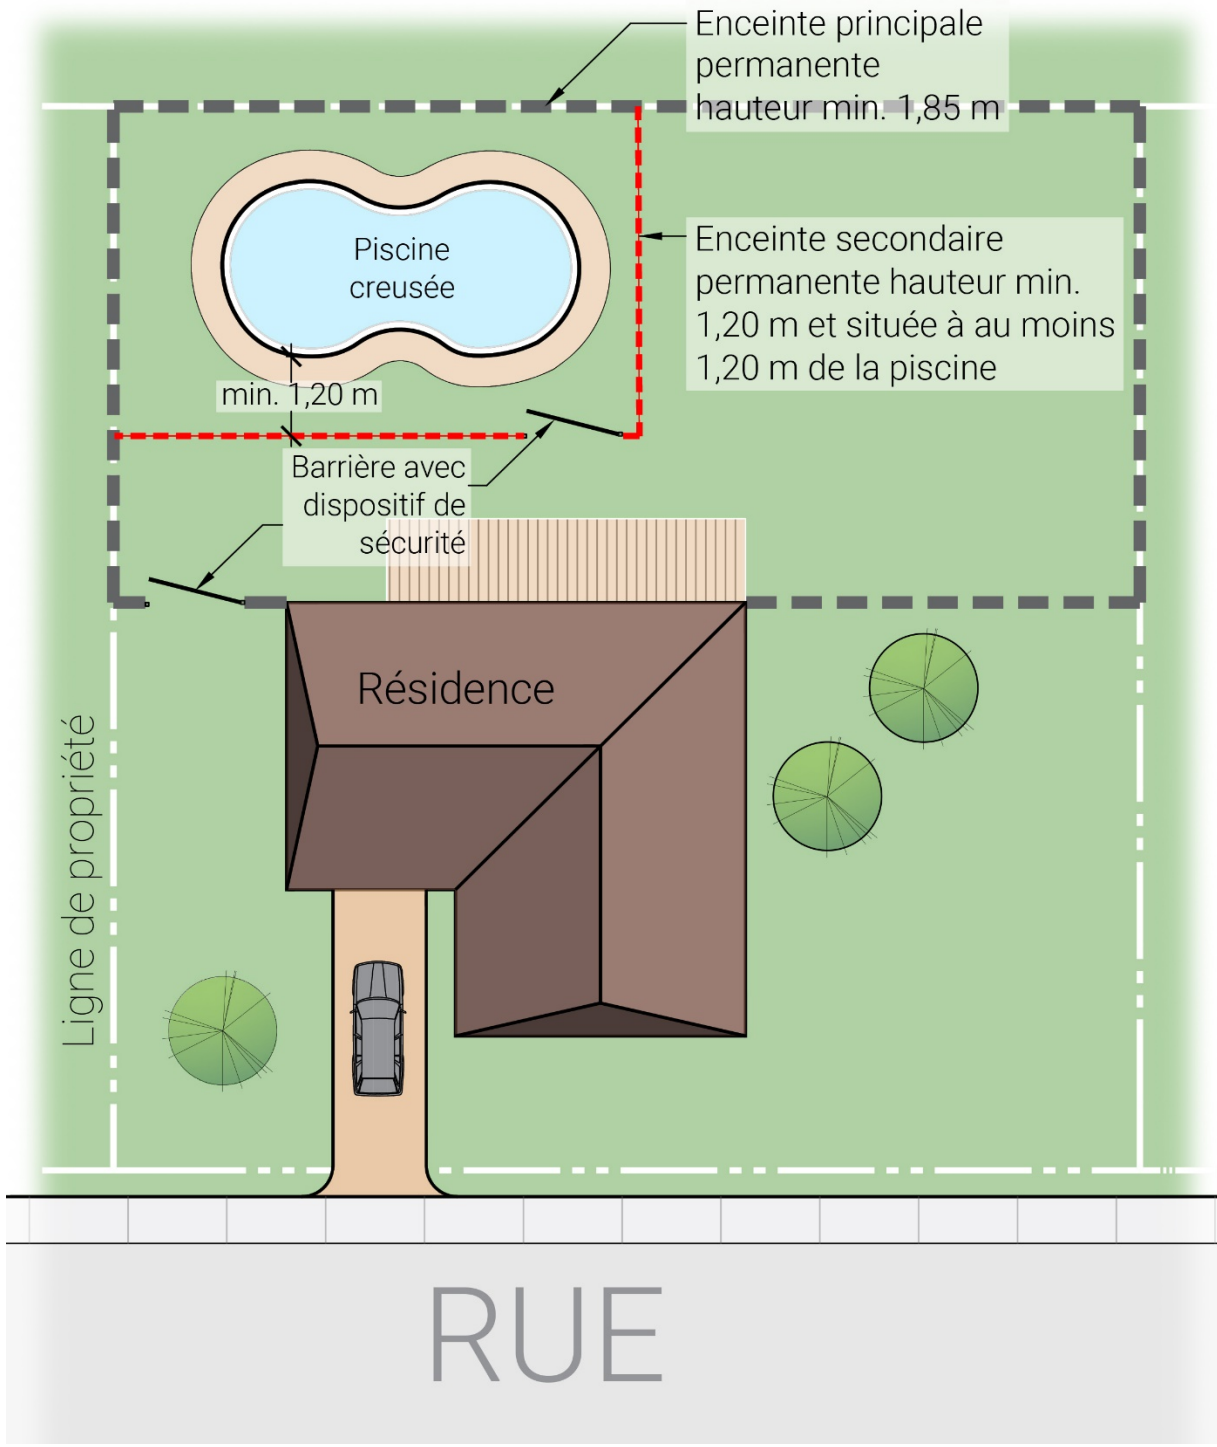 Enceinte principale
permanente
hauteur min. 1,85 m
Piscine
creusée
Enceinte secondaire
permanente hauteur min.
1,20 m et située à au moins
1,20 m de la piscine
min. 1,20 m
Barrière avec
dispositif de
sécurité
Résidence
Ligne de propriété
RUE